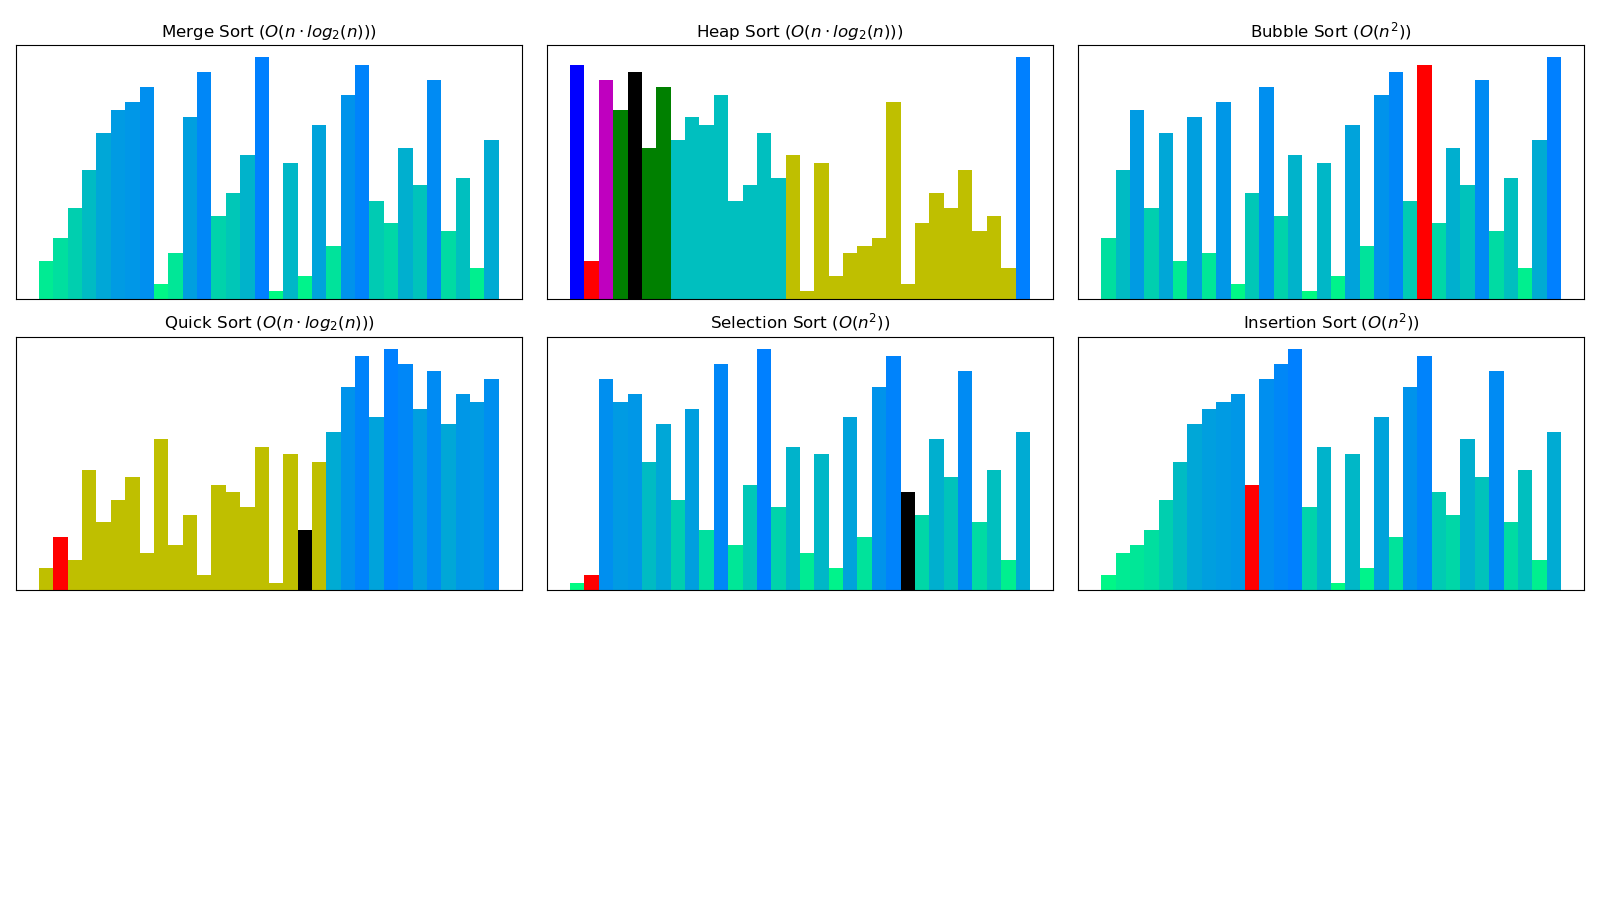 Merge Sort (O(n · log₂(n)))
Heap Sort (O(n · log₂(n)))
Bubble Sort (O(n²))
Quick Sort (O(n · log₂(n)))
Selection Sort (O(n²))
Insertion Sort (O(n²))